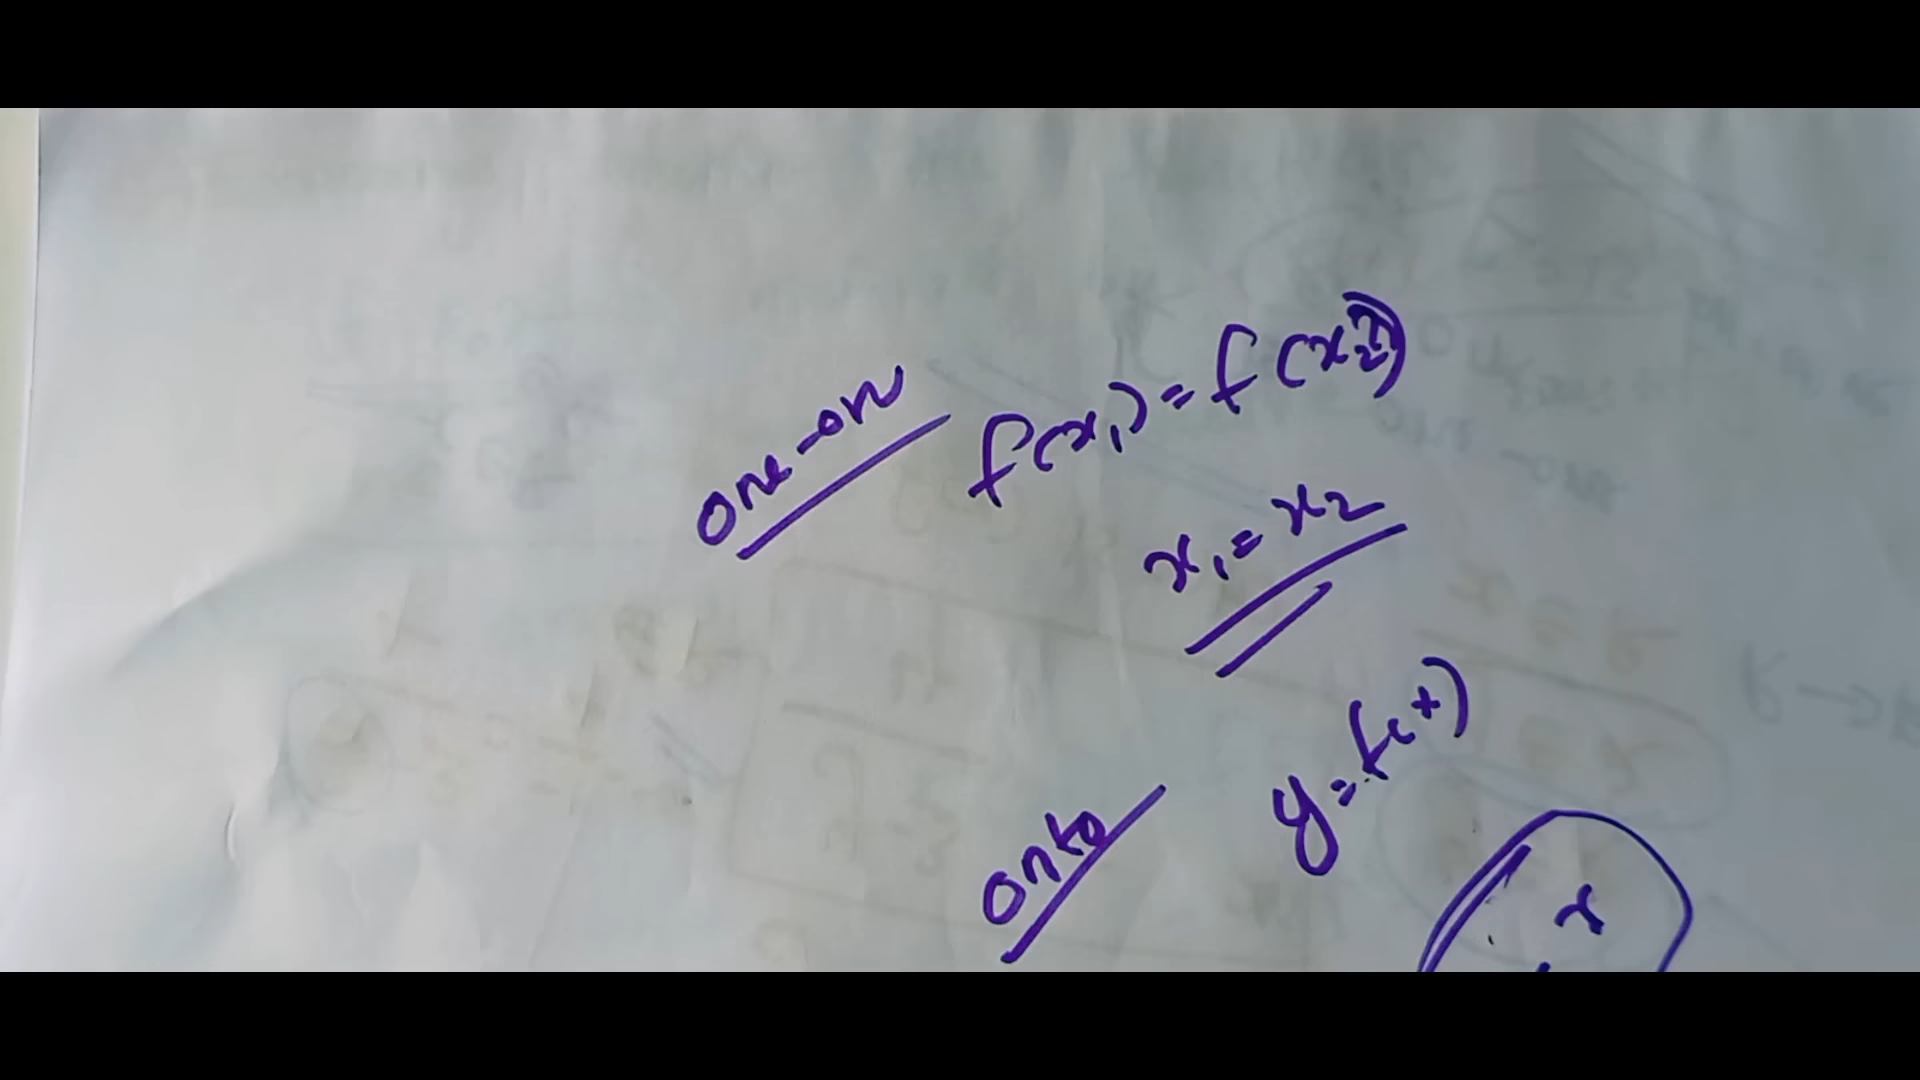 one-one f(x₁) = f(x₂)
x₁ = x₂
onto y = f(x)
x